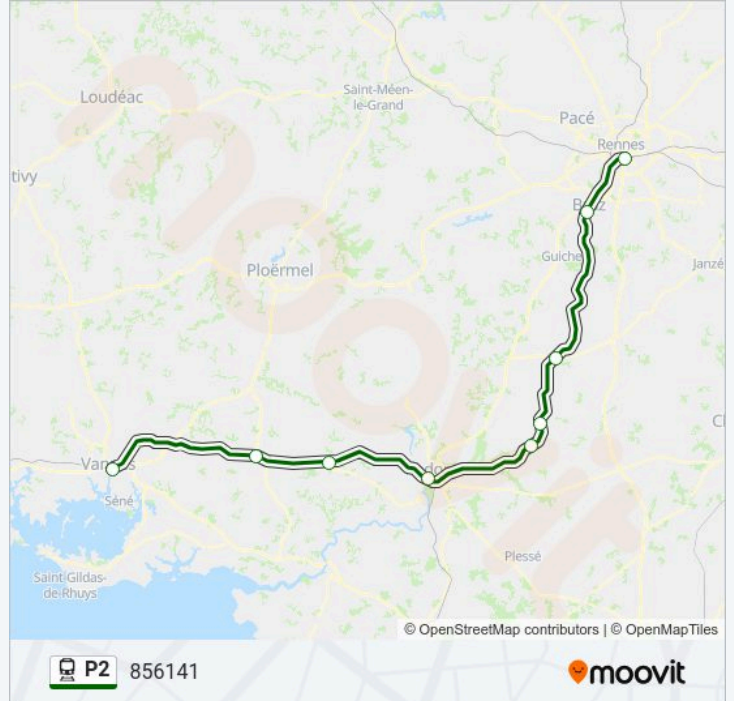 Loudéac
Saint-Méen-
le-Grand
Pacé
Rennes
tivy
Ploërmel
Guiche
Janzé
Séné
Plessé
Saint-Gildas-
de-Rhuys
© OpenStreetMap contributors | © OpenMapTiles
P2 856141
moovit